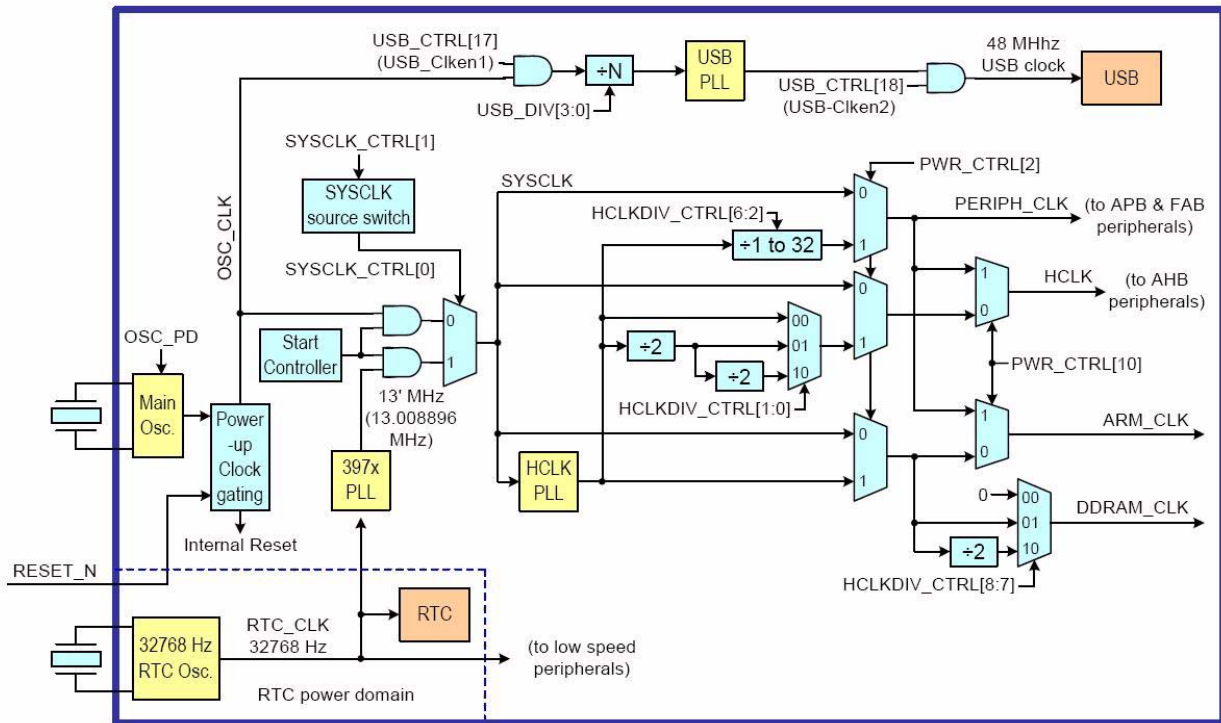 USB_CTRL[17]
(USB_Clken1)
÷N
USB_DIV[3:0]
USB
PLL
USB_CTRL[18]
(USB-Clken2)
48 MHhz
USB clock
USB
SYSCLK_CTRL[1]
SYSCLK
source switch
SYSCLK_CTRL[0]
OSC_CLK
SYSCLK
HCLKDIV_CTRL[6:2]
÷1 to 32
0
1
PWR_CTRL[2]
PERIPH_CLK
(to APB & FAB
peripherals)
Start
Controller
0
1
13' MHz
(13.008896
MHz)
÷2
÷2
00
01
10
HCLKDIV_CTRL[1:0]
0
1
1
0
HCLK
(to AHB
peripherals)
PWR_CTRL[10]
OSC_PD
Main
Osc.
Power
-up
Clock
gating
Internal Reset
397x
PLL
HCLK
PLL
0
1
1
0
ARM_CLK
0
00
01
10
÷2
DDRAM_CLK
HCLKDIV_CTRL[8:7]
RESET_N
32768 Hz
RTC Osc.
RTC_CLK
32768 Hz
RTC
(to low speed
peripherals)
RTC power domain